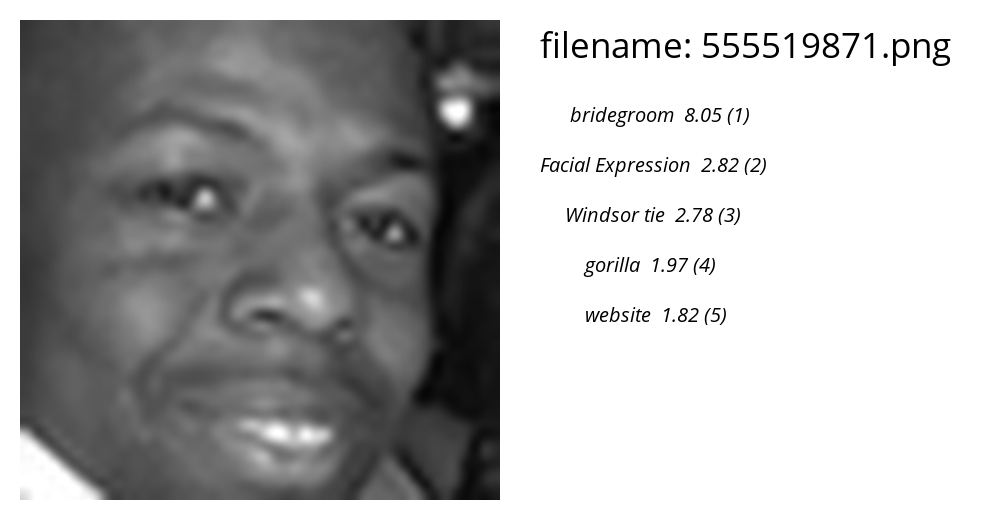 filename: 555519871.png
bridegroom 8.05 (1)
Facial Expression 2.82 (2)
Windsor tie 2.78 (3)
gorilla 1.97 (4)
website 1.82 (5)